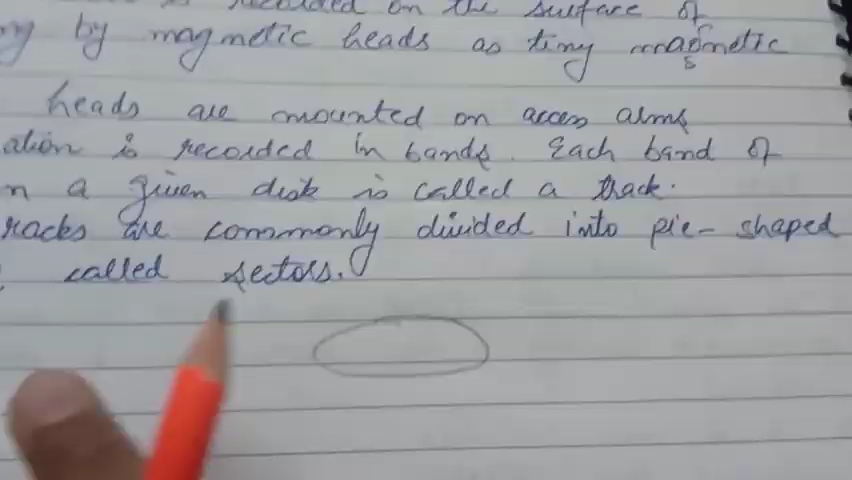 recorded on the surface of
by magnetic heads as tiny magnetic
heads are mounted on access arms
ation is recorded in bands. Each band of
n a given disk is called a track.
racks are commonly divided into pie-shaped
called sectors.